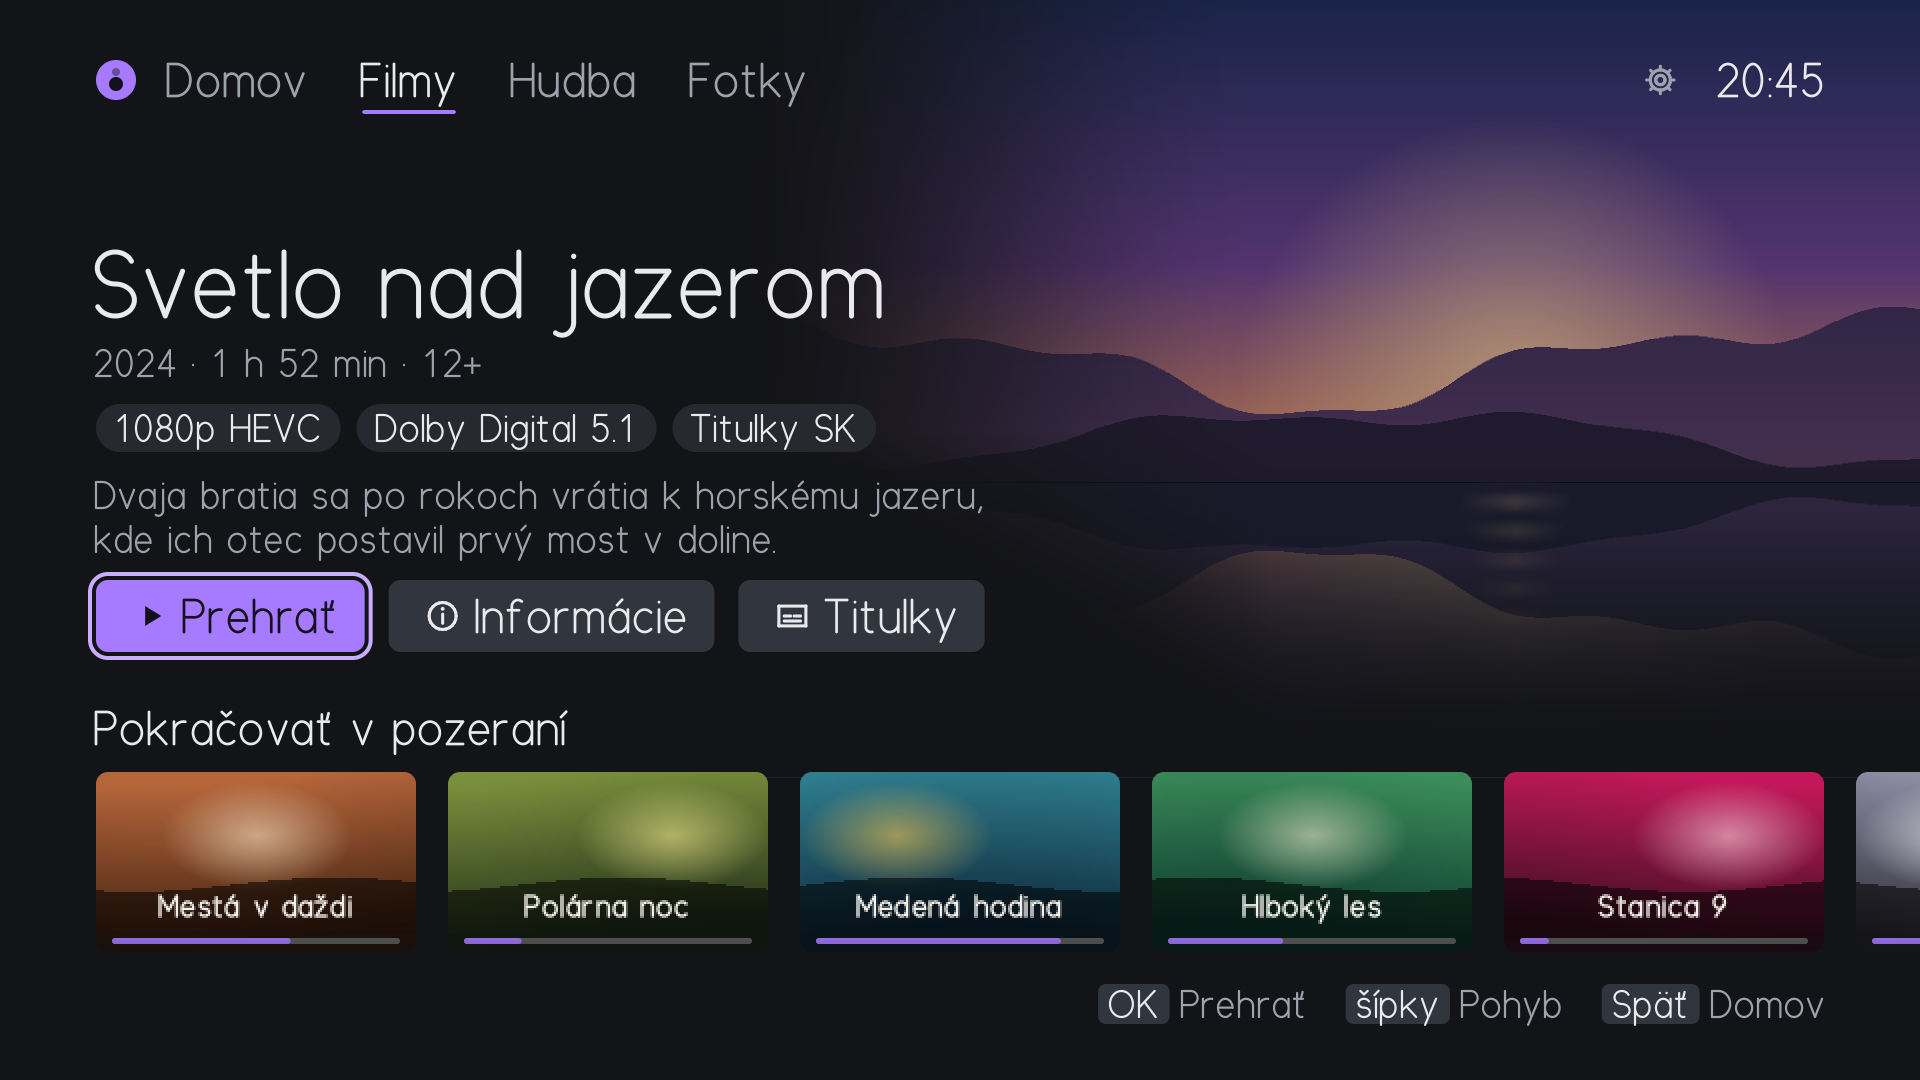 Domov Filmy Hudba Fotky 20:45
Svetlo nad jazerom
2024 · 1 h 52 min · 12+
1080p HEVC Dolby Digital 5.1 Titulky SK
Dvaja bratia sa po rokoch vrátia k horskému jazeru,
kde ich otec postavil prvý most v doline.
Prehrať Informácie Titulky
Pokračovať v pozeraní
Mestá v daždi Polárna noc Medená hodina Hlboký les Stanica 9
OK Prehrať šípky Pohyb Späť Domov